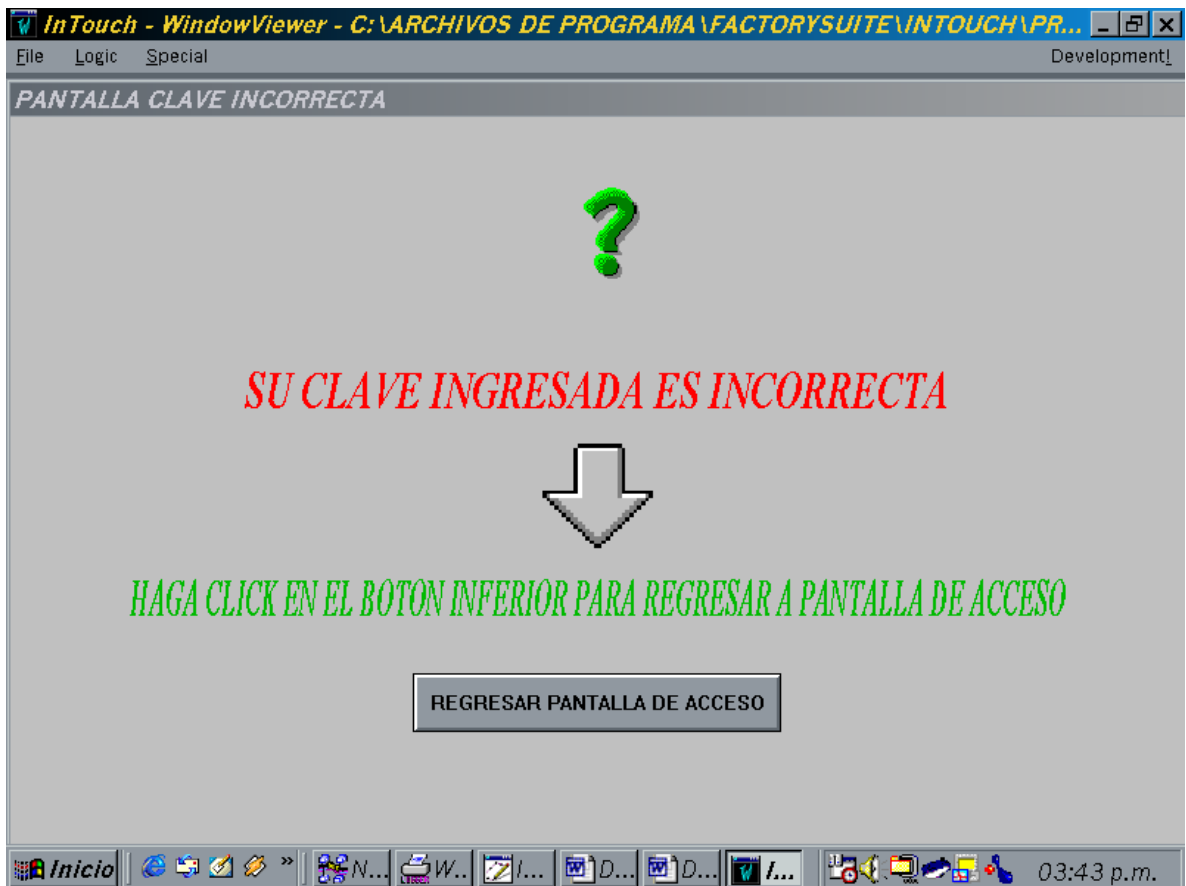 InTouch - WindowViewer - C:\ARCHIVOS DE PROGRAMA\FACTORYSUITE\INTOUCH\PR...
File Logic Special Development!
PANTALLA CLAVE INCORRECTA
?
SU CLAVE INGRESADA ES INCORRECTA
HAGA CLICK EN EL BOTON INFERIOR PARA REGRESAR A PANTALLA DE ACCESO
REGRESAR PANTALLA DE ACCESO
Inicio » N... W... I... D... D... I... 03:43 p.m.